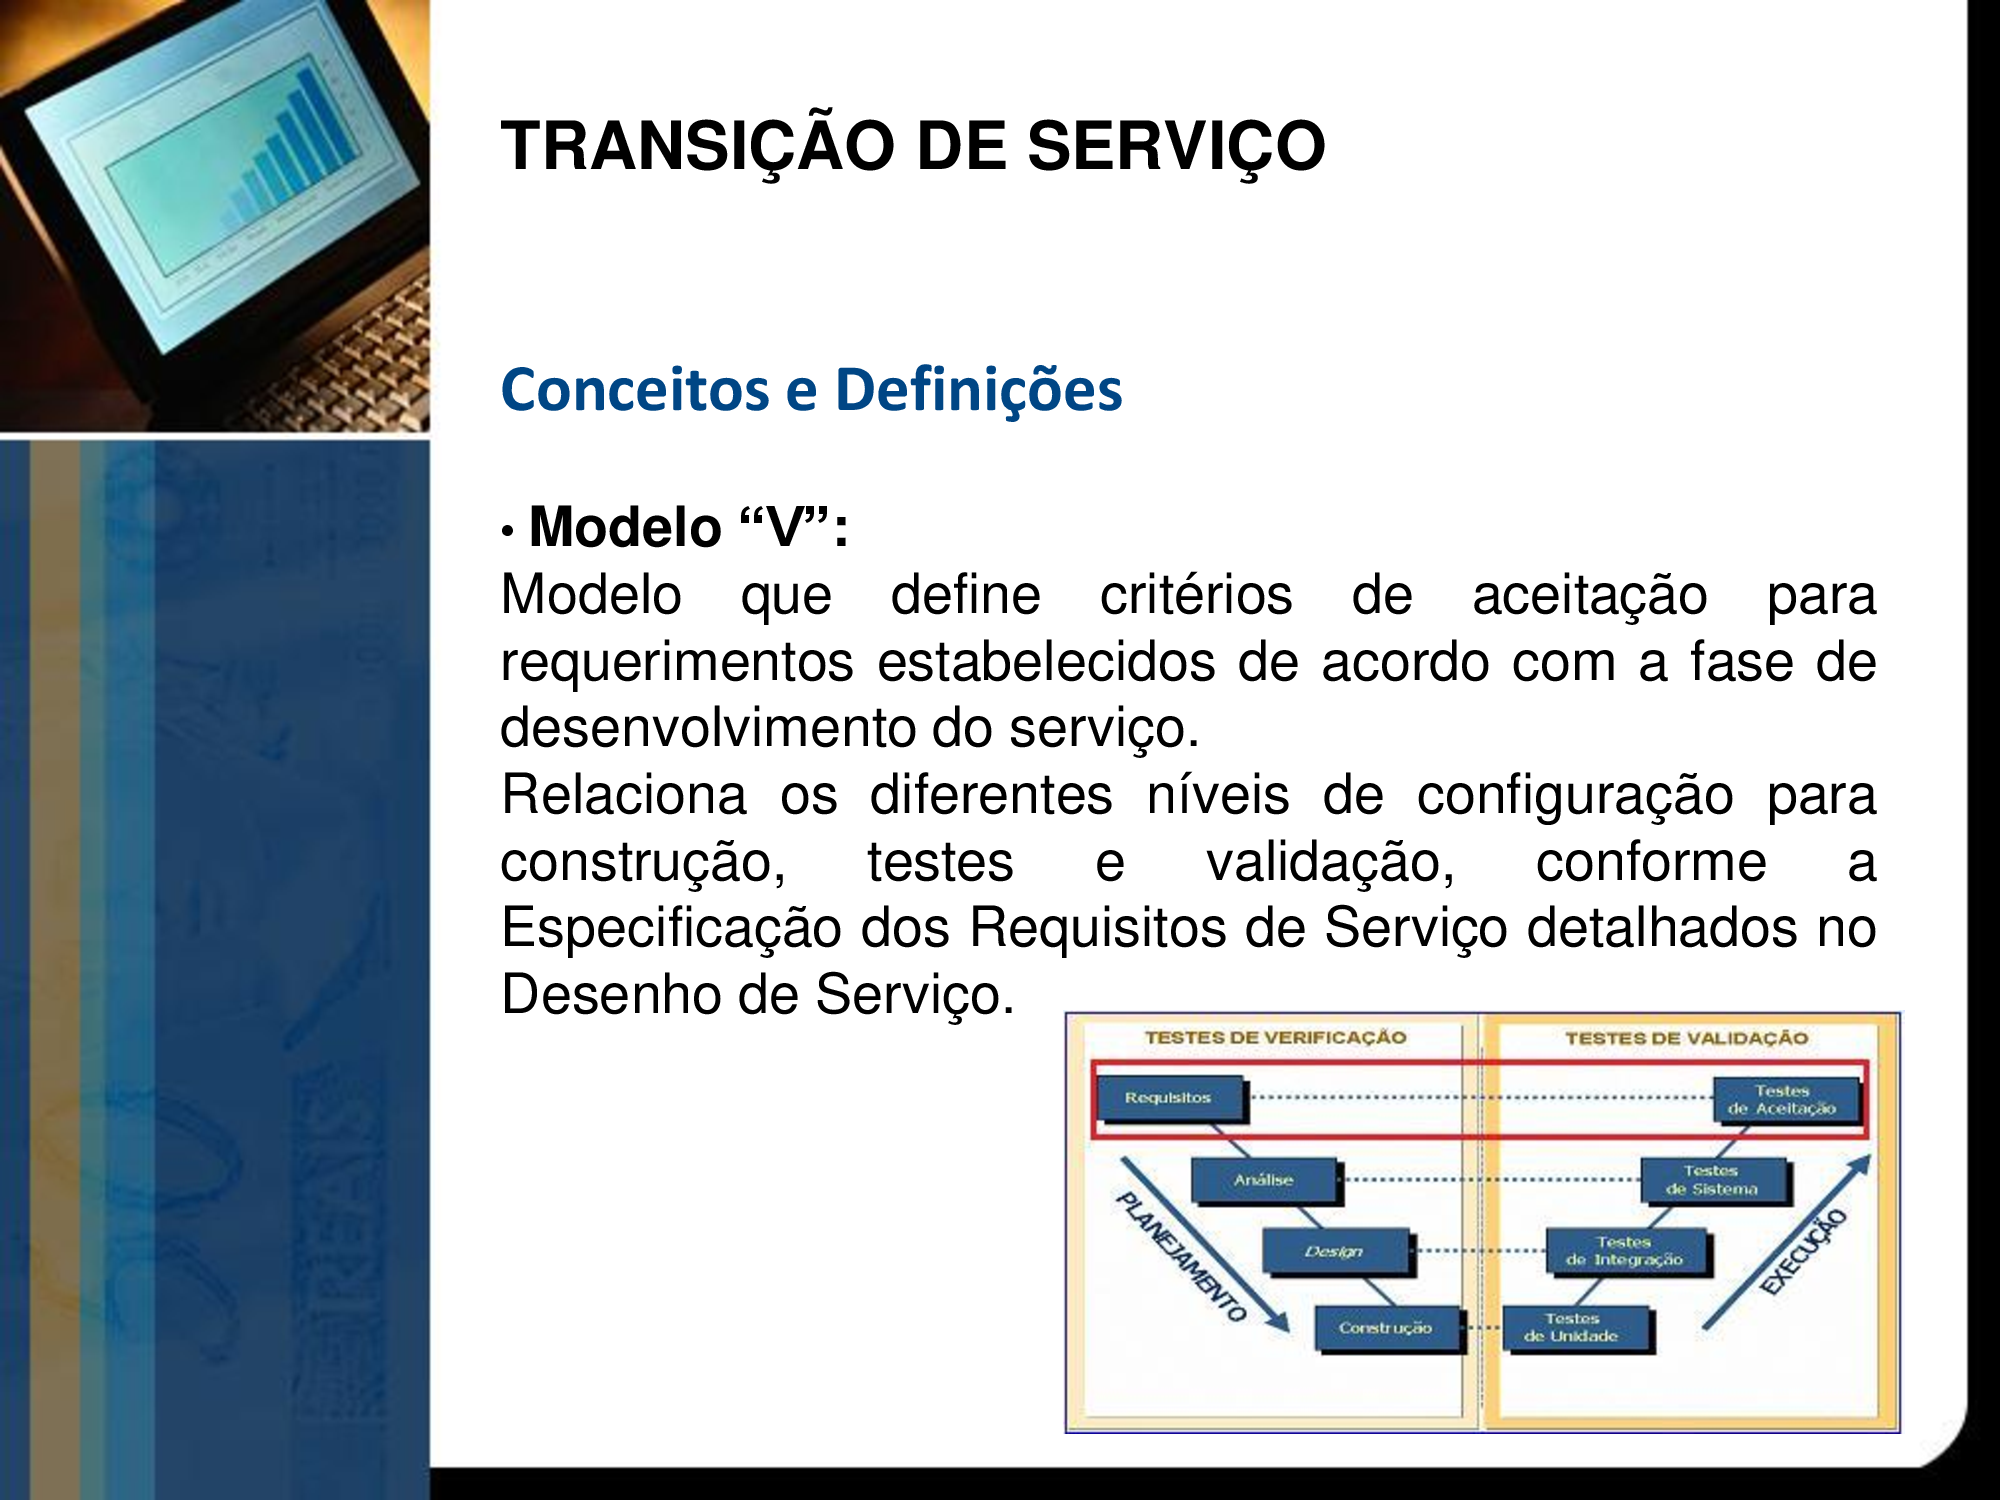 TRANSIÇÃO DE SERVIÇO
Conceitos e Definições
• Modelo “V”:
Modelo que define critérios de aceitação para
requerimentos estabelecidos de acordo com a fase de
desenvolvimento do serviço.
Relaciona os diferentes níveis de configuração para
construção, testes e validação, conforme a
Especificação dos Requisitos de Serviço detalhados no
Desenho de Serviço.
TESTES DE VERIFICAÇÃO
TESTES DE VALIDAÇÃO
Requisitos
Testes
de Aceitação
Análise
Testes
de Sistema
Design
Testes
de Integração
Construção
Testes
de Unidade
PLANEJAMENTO
EXECUÇÃO
REAIS